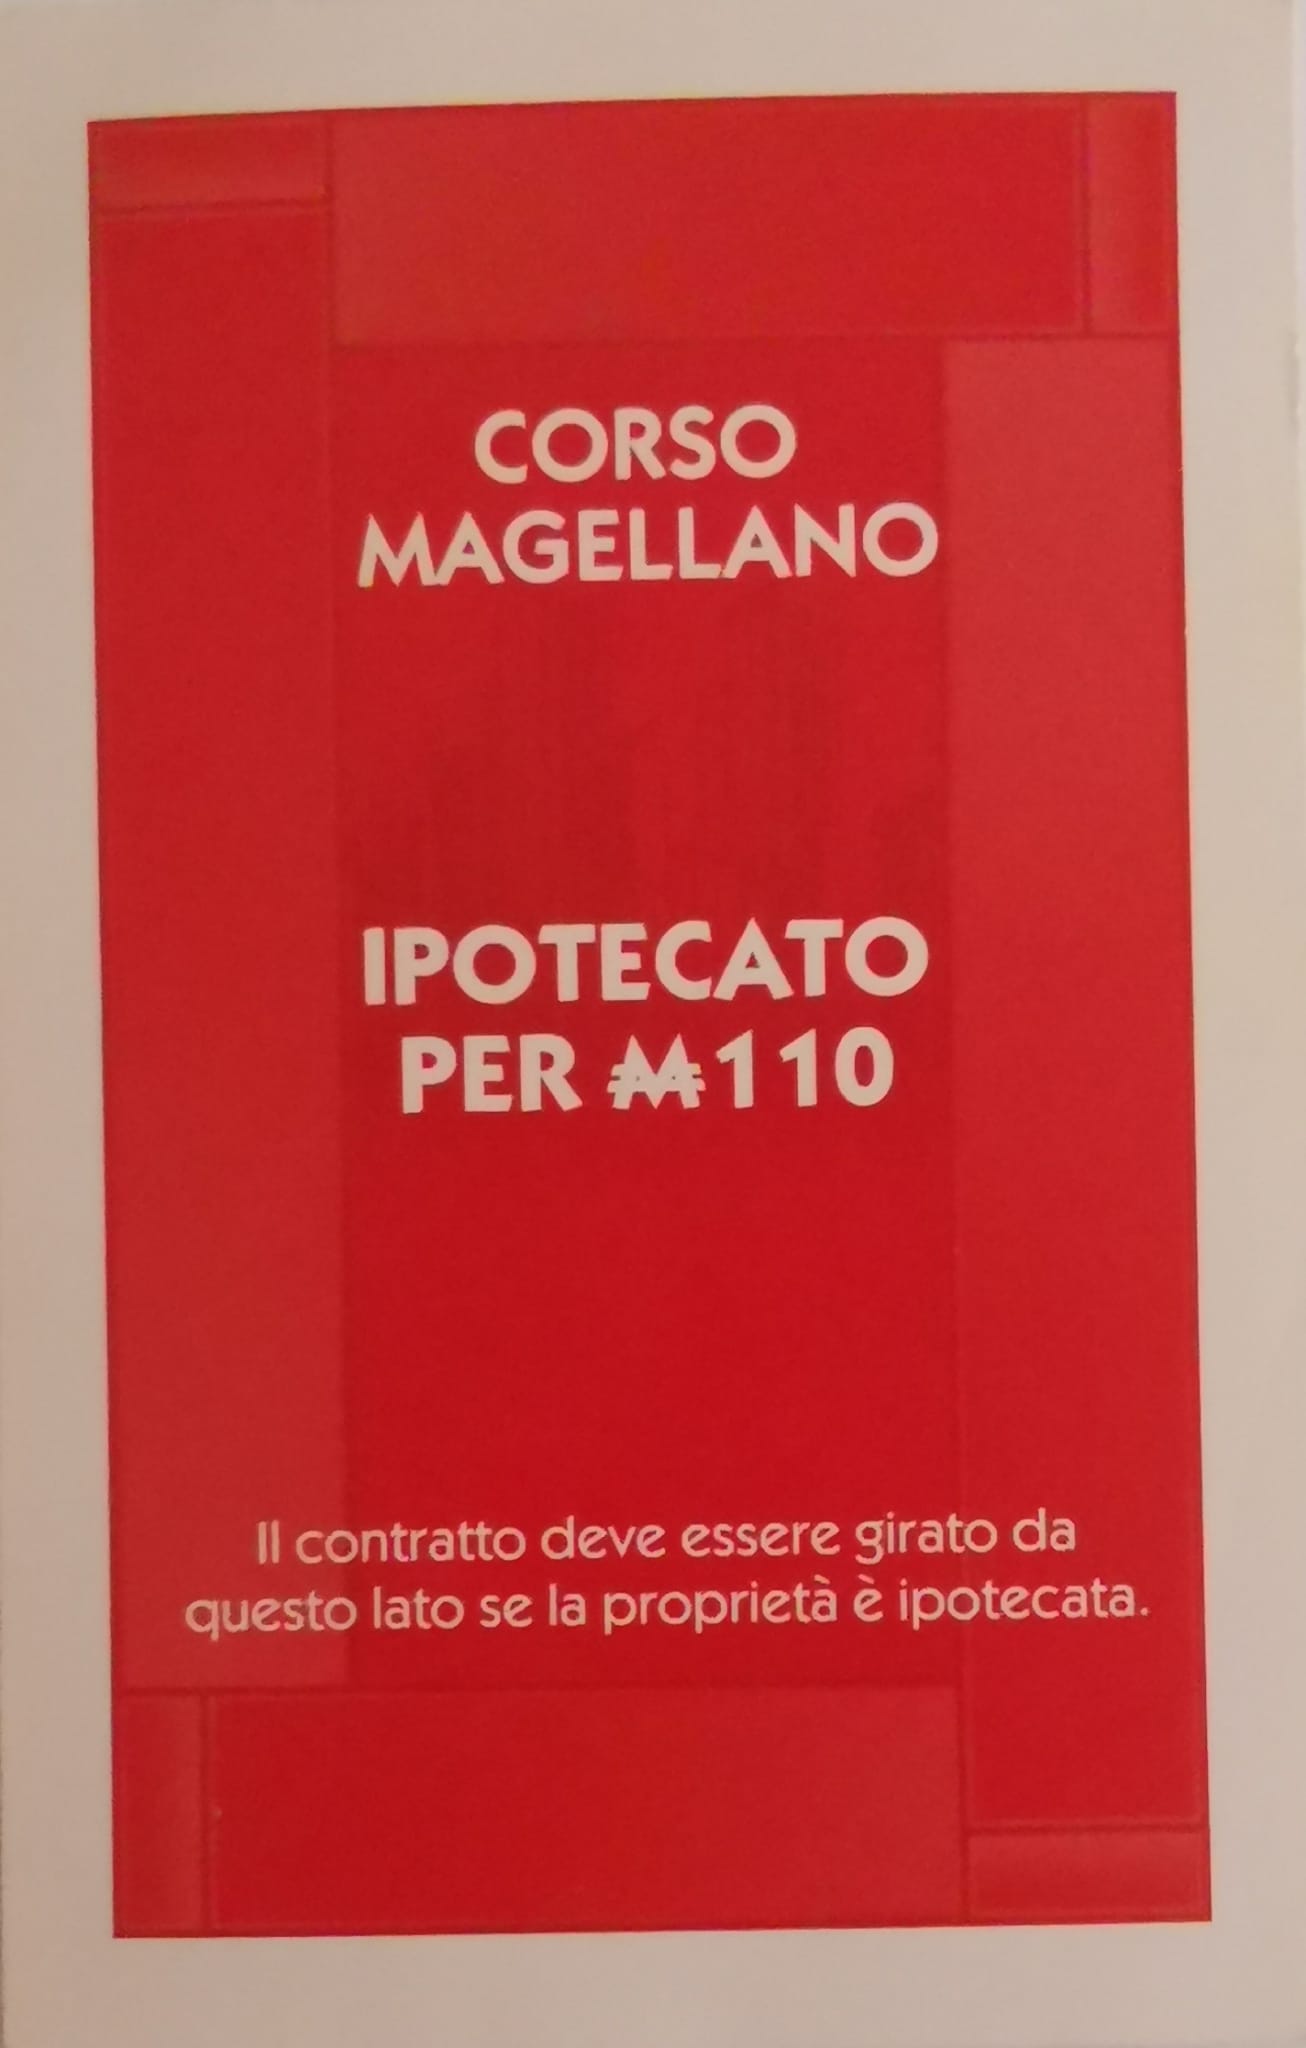 CORSO
MAGELLANO
IPOTECATO
PER ₩110
Il contratto deve essere girato da
questo lato se la proprietà è ipotecata.